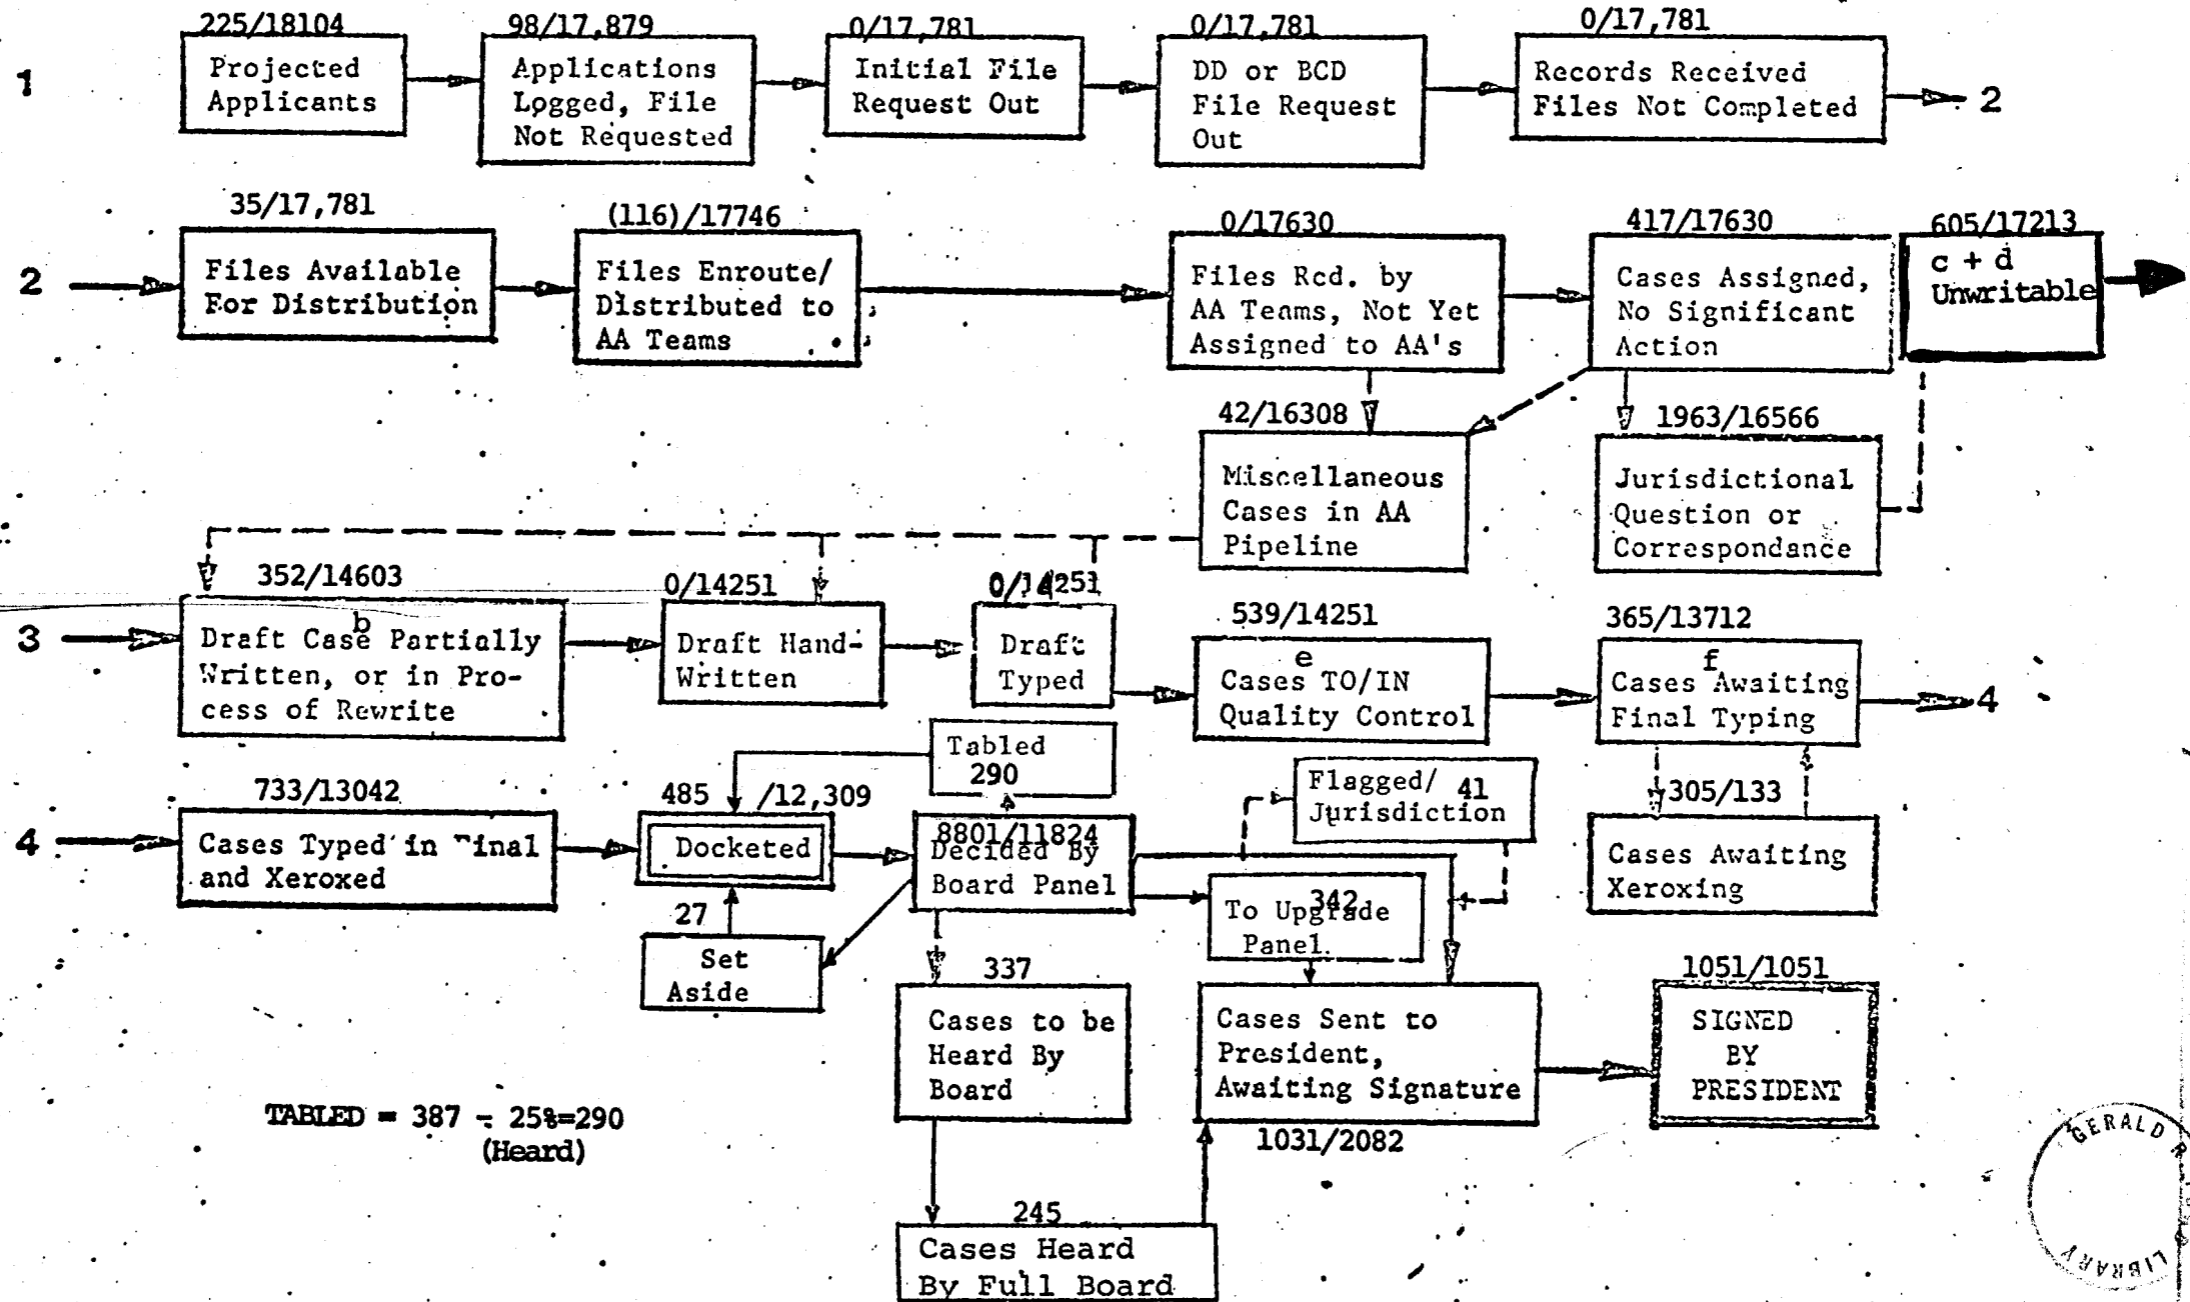 225/18104
Projected
Applicants
98/17,879
Applications
Logged, File
Not Requested
0/17,781
Initial File
Request Out
0/17,781
DD or BCD
File Request
Out
0/17,781
Records Received
Files Not Completed
1
2
35/17,781
Files Available
For Distribution
(116)/17746
Files Enroute/
Distributed to
AA Teams
0/17630
Files Rcd. by
AA Teams, Not Yet
Assigned to AA's
417/17630
Cases Assigned,
No Significant
Action
605/17213
c + d
Unwritable
2
42/16308
Miscellaneous
Cases in AA
Pipeline
1963/16566
Jurisdictional
Question or
Correspondance
3
352/14603
b
Draft Case Partially
Written, or in Pro-
cess of Rewrite
0/14251
Draft Hand-
Written
0/14251
Draft
Typed
539/14251
e
Cases TO/IN
Quality Control
365/13712
f
Cases Awaiting
Final Typing
4
Tabled
290
Flagged/
Jurisdiction
41
305/133
Cases Awaiting
Xeroxing
4
733/13042
Cases Typed in Final
and Xeroxed
485 /12,309
Docketed
8801/11824
Decided By
Board Panel
342
To Upgrade
Panel.
27
Set
Aside
337
Cases to be
Heard By
Board
Cases Sent to
President,
Awaiting Signature
1031/2082
1051/1051
SIGNED
BY
PRESIDENT
TABLED = 387 - 25%=290
(Heard)
245
Cases Heard
By Full Board
GERALD R.
LIBRARY